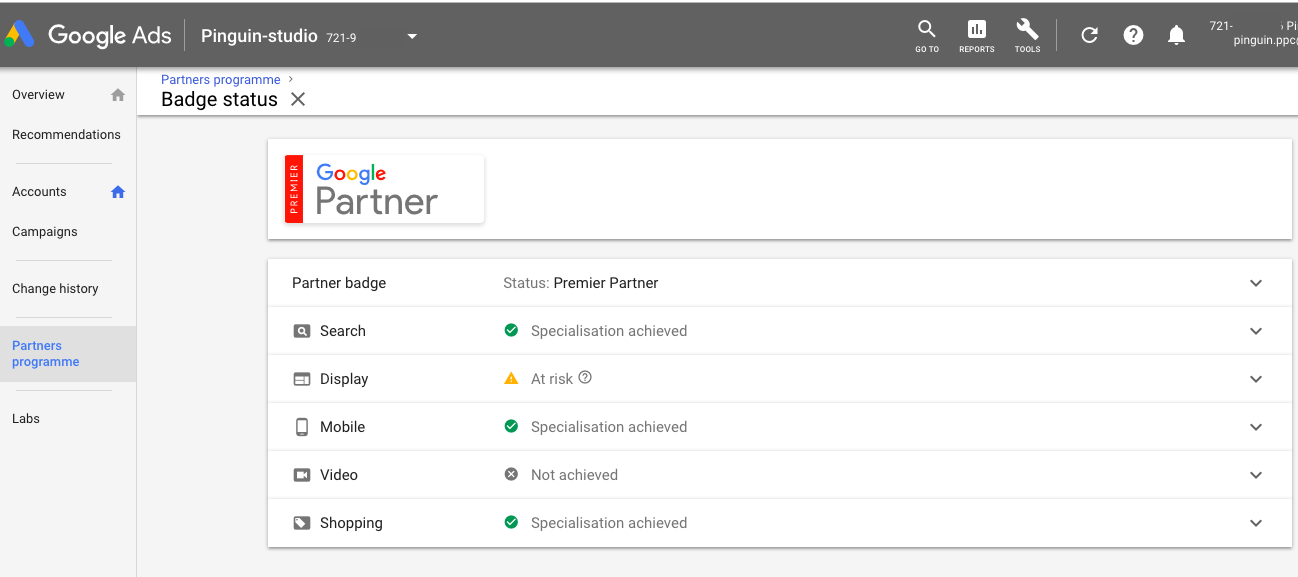 Google Ads
Pinguin-studio 721-9
GO TO
REPORTS
TOOLS
721-
Pi
pinguin.ppc@
Overview
Recommendations
Accounts
Campaigns
Change history
Partners
programme
Labs
Partners programme
Badge status
PREMIER
Google
Partner
Partner badge Status: Premier Partner
Search Specialisation achieved
Display At risk
Mobile Specialisation achieved
Video Not achieved
Shopping Specialisation achieved